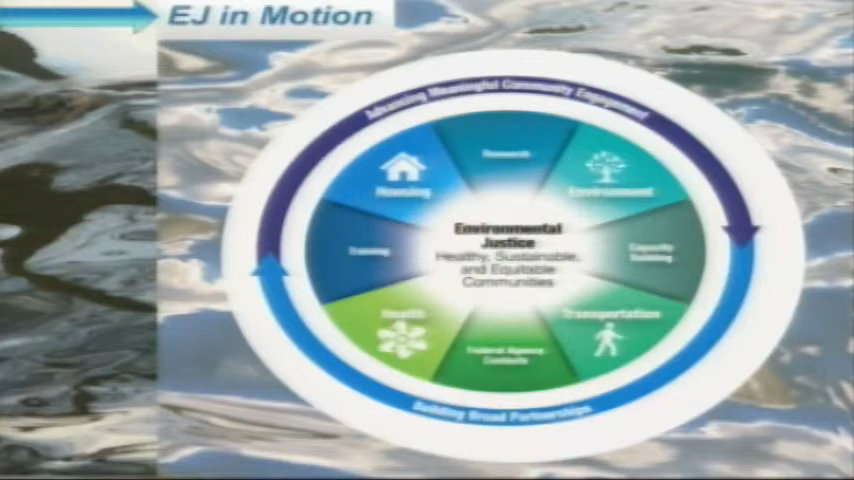 EJ in Motion
Advancing Meaningful Community Engagement
Research
Housing
Environment
Environmental
Justice
Healthy, Sustainable,
and Equitable
Communities
Training
Capacity
Building
Health
Transportation
Federal Agency
Contacts
Building Broad Partnerships